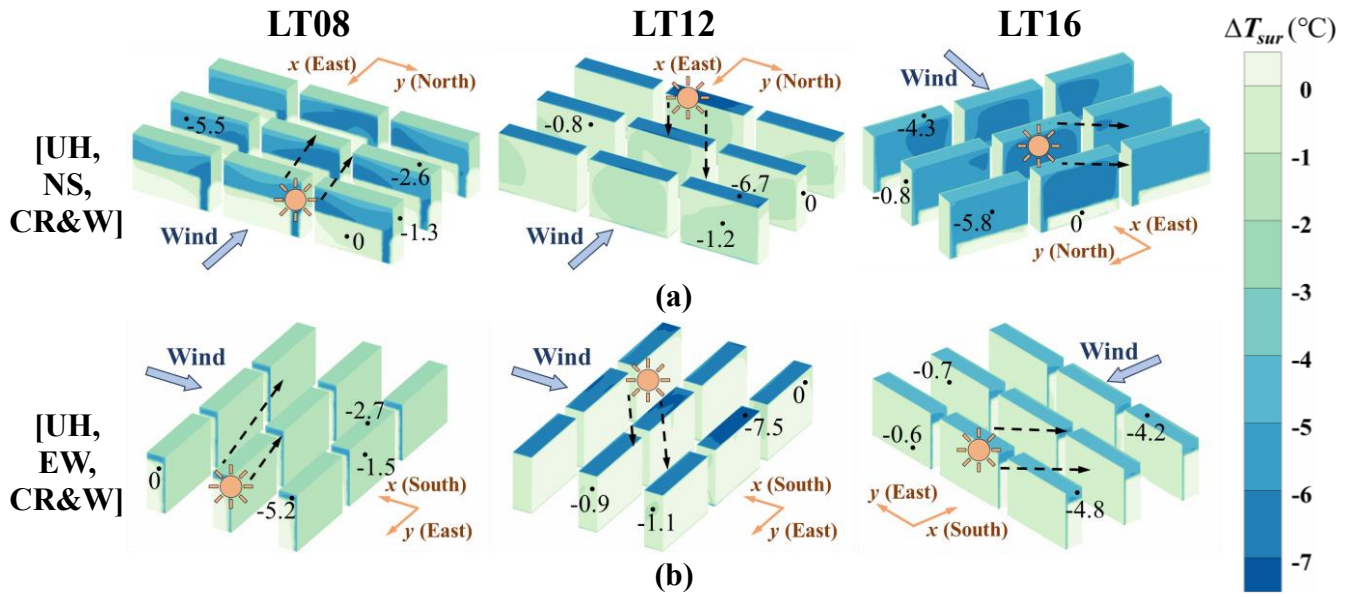 LT08 LT12 LT16
ΔT_sur (°C)
[UH,
NS,
CR&W]
x (East)
y (North)
-5.5
-2.6
-1.3
0
Wind
x (East)
y (North)
-0.8
-6.7
0
-1.2
Wind
Wind
-4.3
-0.8
-5.8
0
x (East)
y (North)
(a)
[UH,
EW,
CR&W]
Wind
-2.7
0
-1.5
-5.2
x (South)
y (East)
Wind
0
-7.5
-0.9
-1.1
x (South)
y (East)
Wind
-0.7
-0.6
-4.2
-4.8
y (East)
x (South)
(b)
0
-1
-2
-3
-4
-5
-6
-7